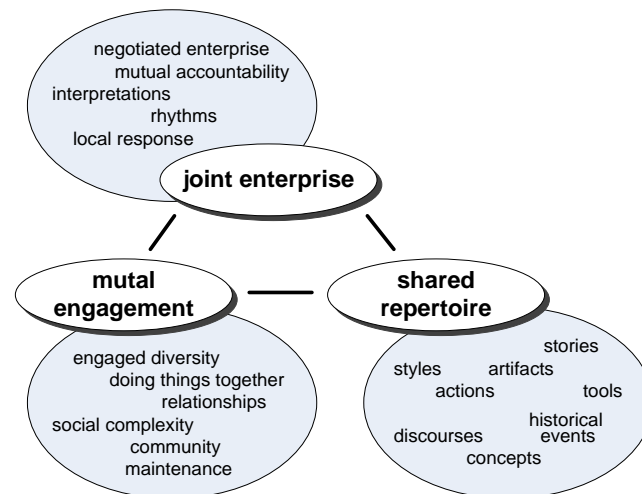 negotiated enterprise
mutual accountability
interpretations
rhythms
local response
joint enterprise
mutal
engagement
engaged diversity
doing things together
relationships
social complexity
community
maintenance
shared
repertoire
stories
styles artifacts
actions tools
historical
discourses events
concepts